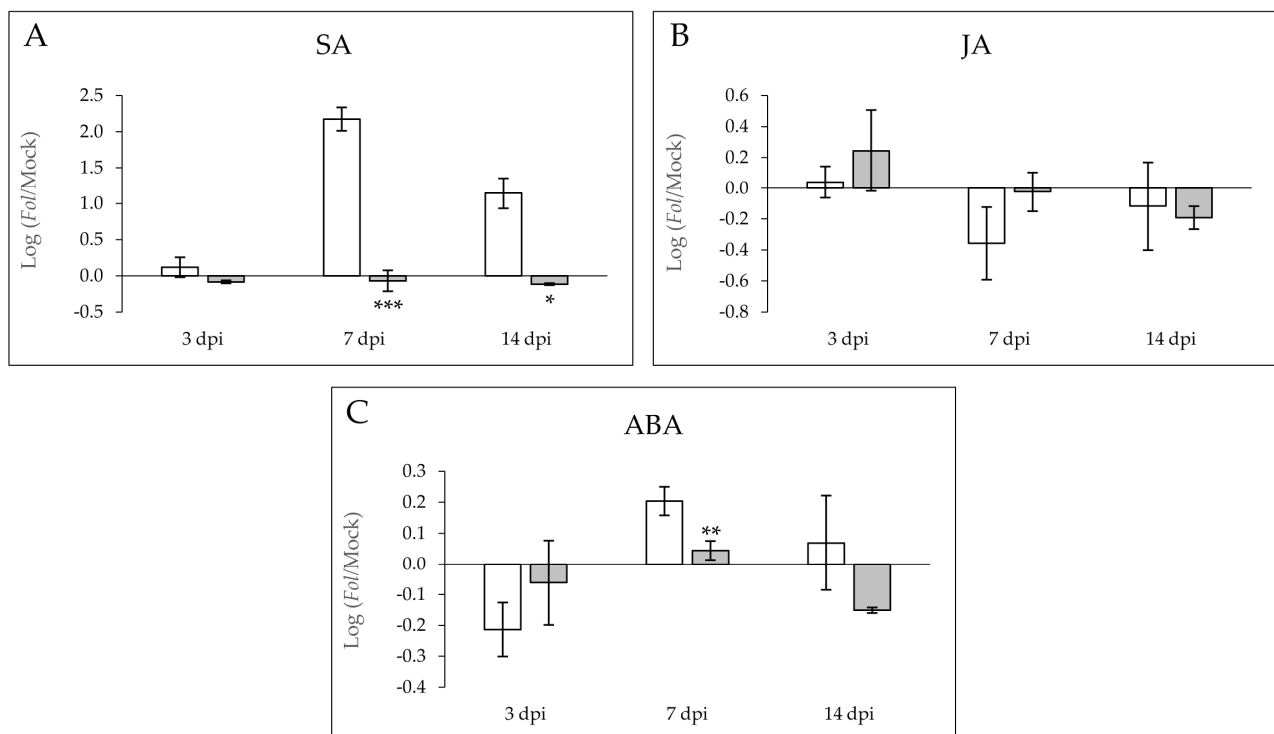 A
SA
Log (Fol/Mock)
2.5
2.0
1.5
1.0
0.5
0.0
-0.5
***
*
3 dpi 7 dpi 14 dpi
B
JA
Log (Fol/Mock)
0.6
0.4
0.2
0.0
-0.2
-0.4
-0.6
-0.8
3 dpi 7 dpi 14 dpi
C
ABA
Log (Fol/Mock)
0.3
0.2
0.1
0.0
-0.1
-0.2
-0.3
-0.4
**
3 dpi 7 dpi 14 dpi